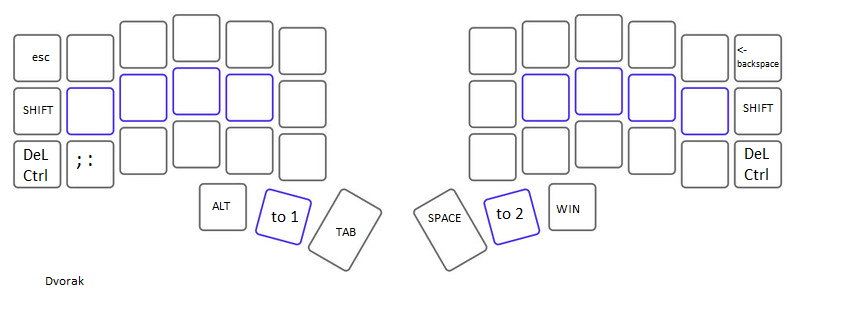 esc
<-
backspace
SHIFT
SHIFT
DeL
Ctrl
;:
DeL
Ctrl
ALT
to 1
TAB
SPACE
to 2
WIN
Dvorak